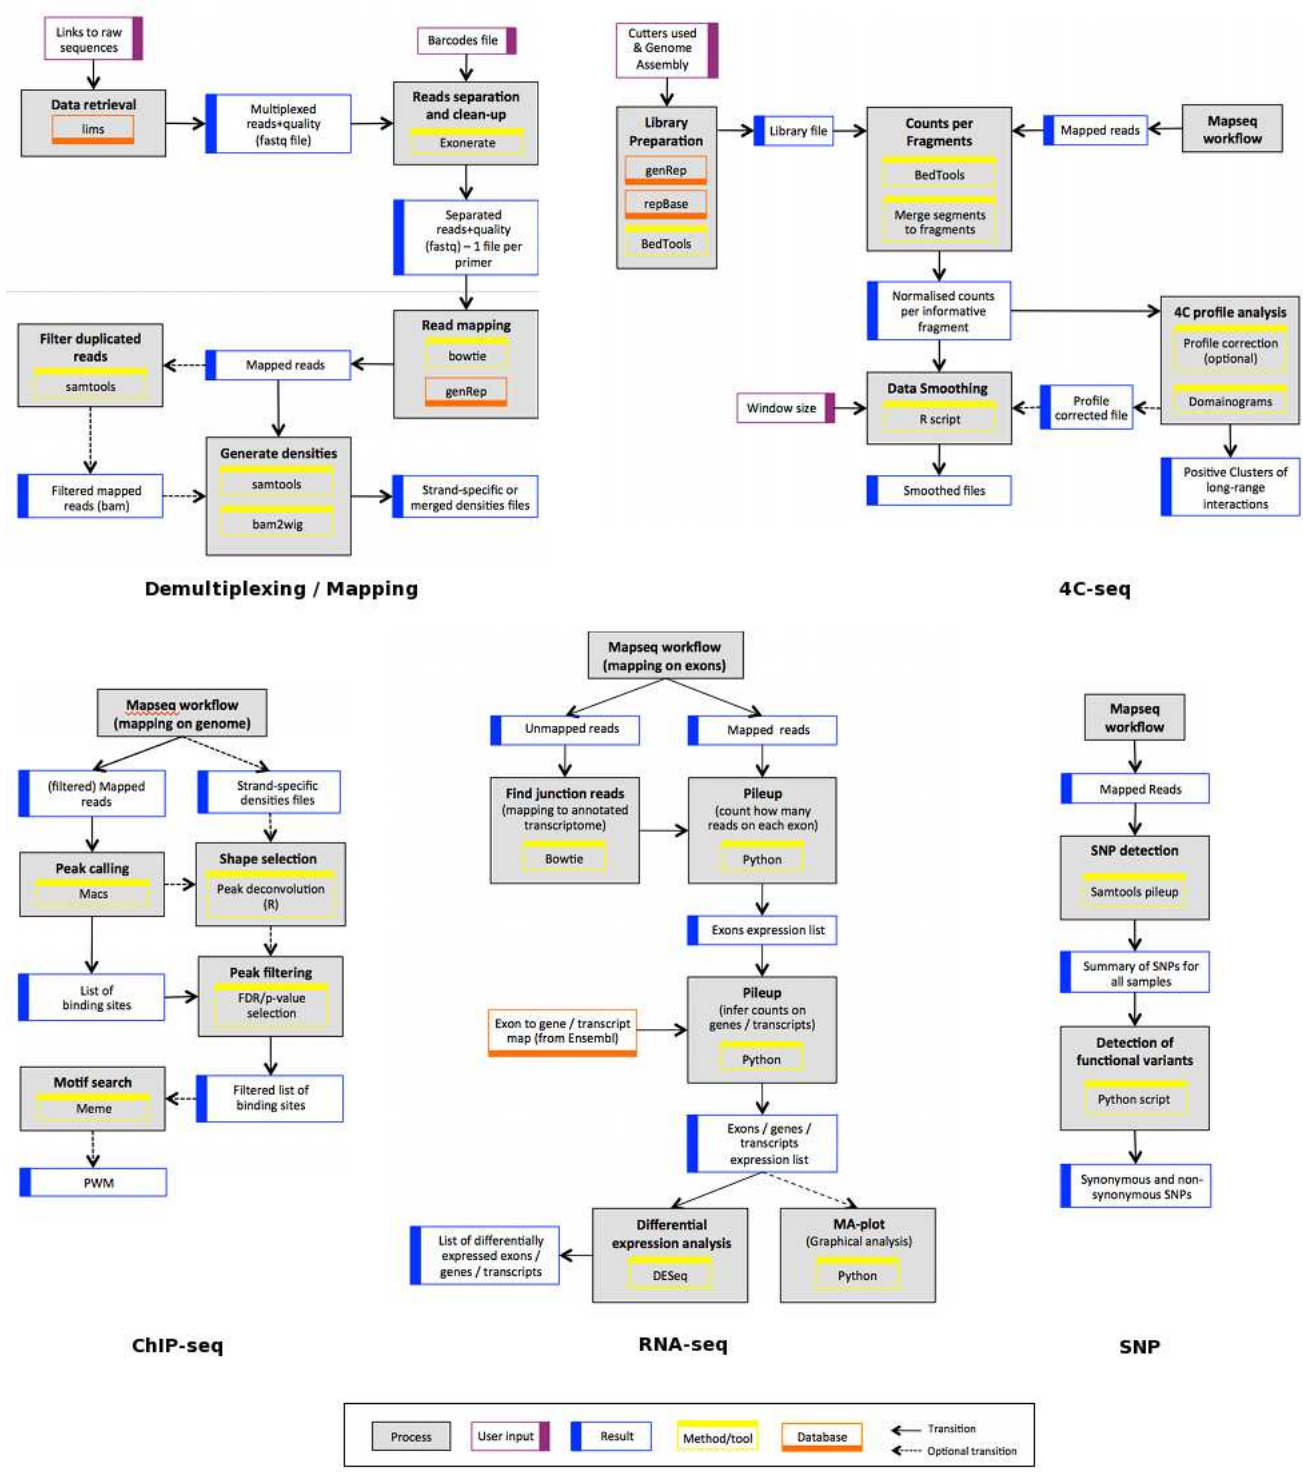 Links to raw
sequences
Barcodes file
Data retrieval
lims
Multiplexed
reads+quality
(fastq file)
Reads separation
and clean-up
Exonerate
Separated
reads+quality
(fastq) – 1 file per
primer
Read mapping
bowtie
genRep
Mapped reads
Filter duplicated
reads
samtools
Filtered mapped
reads (bam)
Generate densities
samtools
bam2wig
Strand-specific or
merged densities files
Demultiplexing / Mapping
Cutters used
& Genome
Assembly
Library
Preparation
genRep
repBase
BedTools
Library file
Counts per
Fragments
BedTools
Merge segments
to fragments
Mapped reads
Mapseq
workflow
Normalised counts
per informative
fragment
4C profile analysis
Profile correction
(optional)
Domainograms
Window size
Data Smoothing
R script
Profile
corrected file
Smoothed files
Positive Clusters of
long-range
interactions
4C-seq
Mapseq workflow
(mapping on genome)
(filtered) Mapped
reads
Strand-specific
densities files
Peak calling
Macs
Shape selection
Peak deconvolution
(R)
List of
binding sites
Peak filtering
FDR/p-value
selection
Motif search
Meme
Filtered list of
binding sites
PWM
ChIP-seq
Mapseq workflow
(mapping on exons)
Unmapped reads
Mapped reads
Find junction reads
(mapping to annotated
transcriptome)
Bowtie
Pileup
(count how many
reads on each exon)
Python
Exons expression list
Exon to gene / transcript
map (from Ensembl)
Pileup
(infer counts on
genes / transcripts)
Python
Exons / genes /
transcripts
expression list
List of differentially
expressed exons /
genes / transcripts
Differential
expression analysis
DESeq
MA-plot
(Graphical analysis)
Python
RNA-seq
Mapseq
workflow
Mapped Reads
SNP detection
Samtools pileup
Summary of SNPs for
all samples
Detection of
functional variants
Python script
Synonymous and non-
synonymous SNPs
SNP
Process
User input
Result
Method/tool
Database
Transition
Optional transition